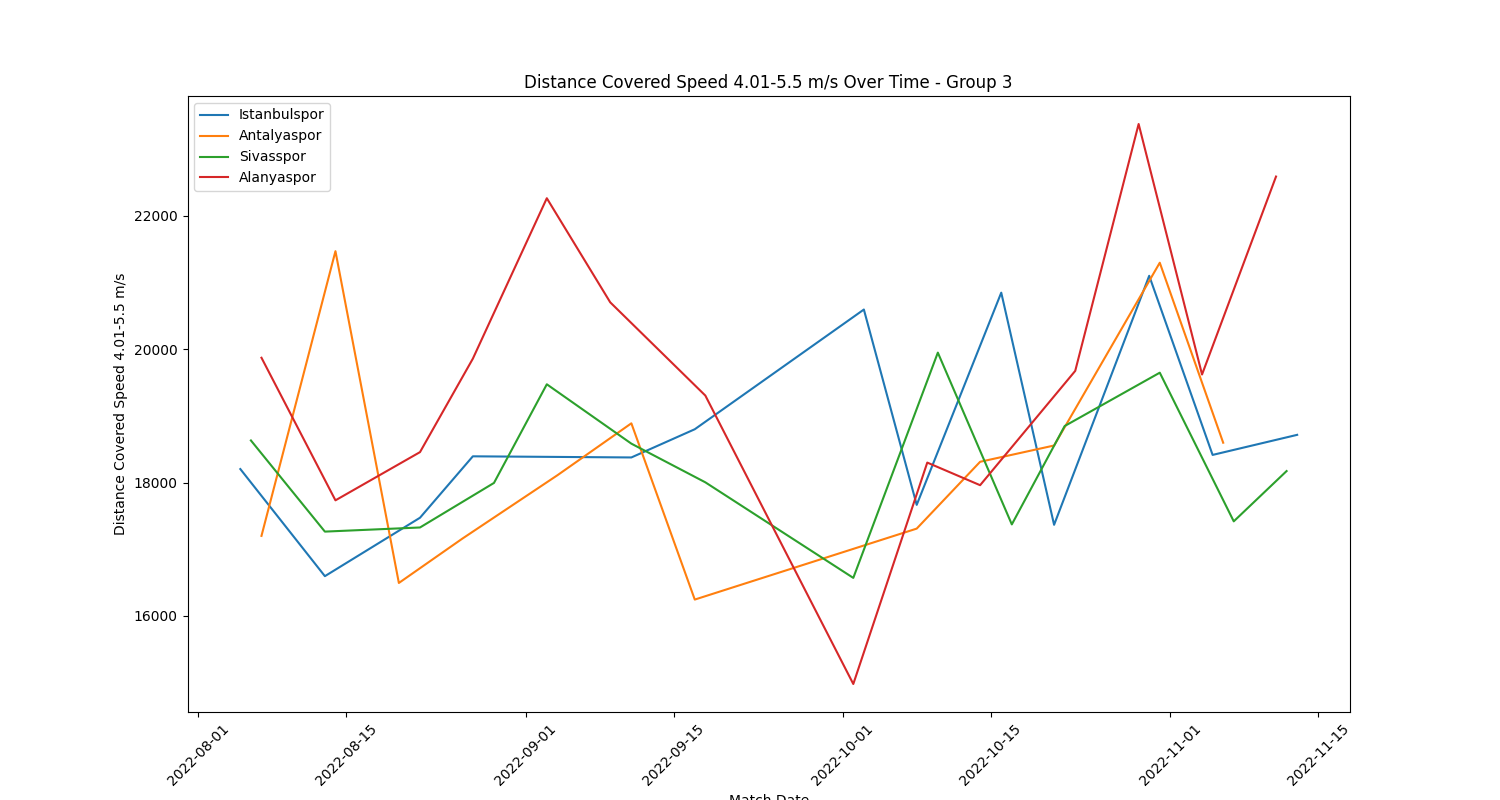 Distance Covered Speed 4.01-5.5 m/s Over Time - Group 3
Istanbulspor
Antalyaspor
Sivasspor
Alanyaspor
Distance Covered Speed 4.01-5.5 m/s
22000
20000
18000
16000
2022-08-01
2022-08-15
2022-09-01
2022-09-15
2022-10-01
2022-10-15
2022-11-01
2022-11-15
Match Date